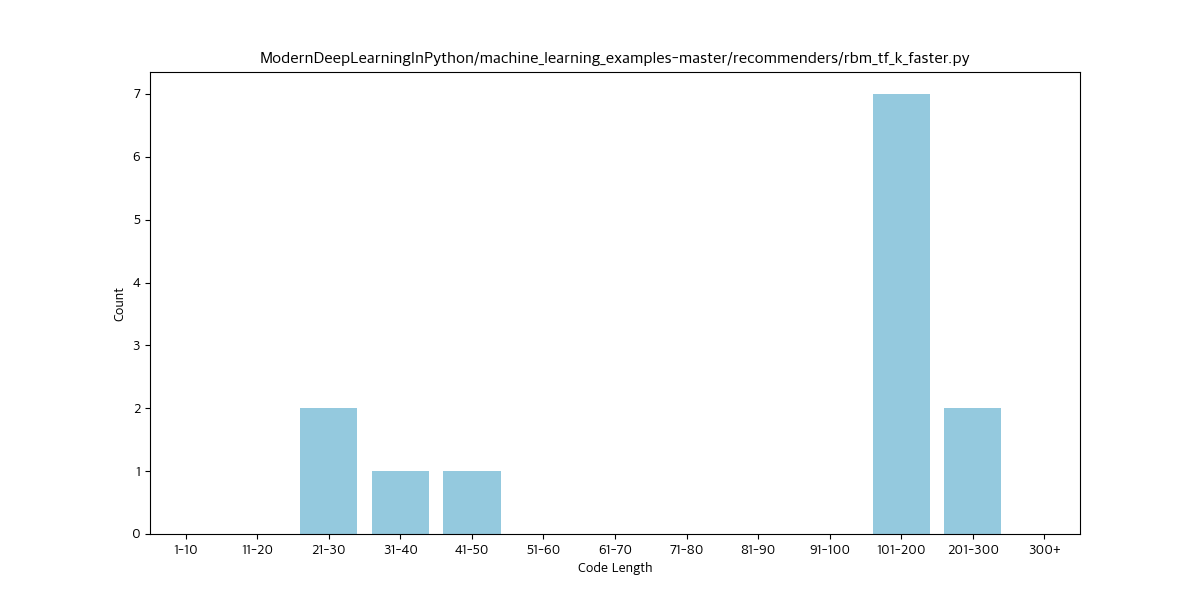 ModernDeepLearningInPython/machine_learning_examples-master/recommenders/rbm_tf_k_faster.py
7
6
5
4
3
2
1
0
Count
1-10 11-20 21-30 31-40 41-50 51-60 61-70 71-80 81-90 91-100 101-200 201-300 300+
Code Length